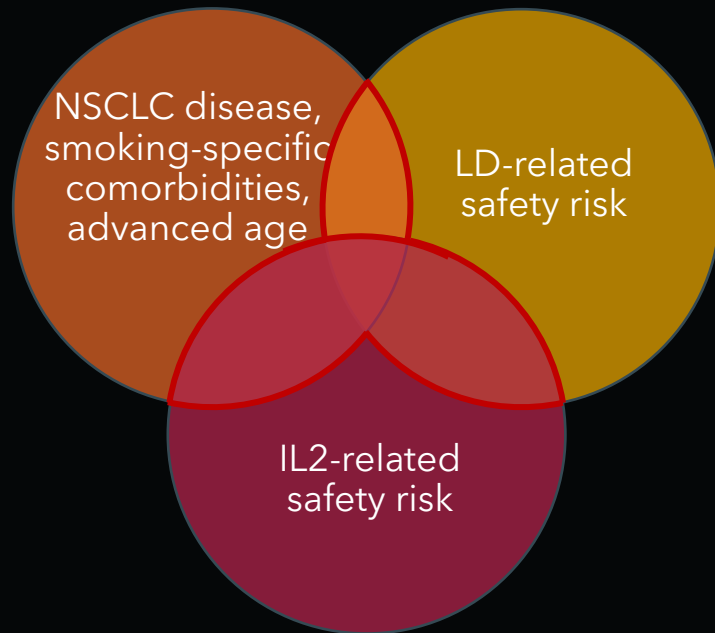 NSCLC disease,
smoking-specific
comorbidities,
advanced age
LD-related
safety risk
IL2-related
safety risk